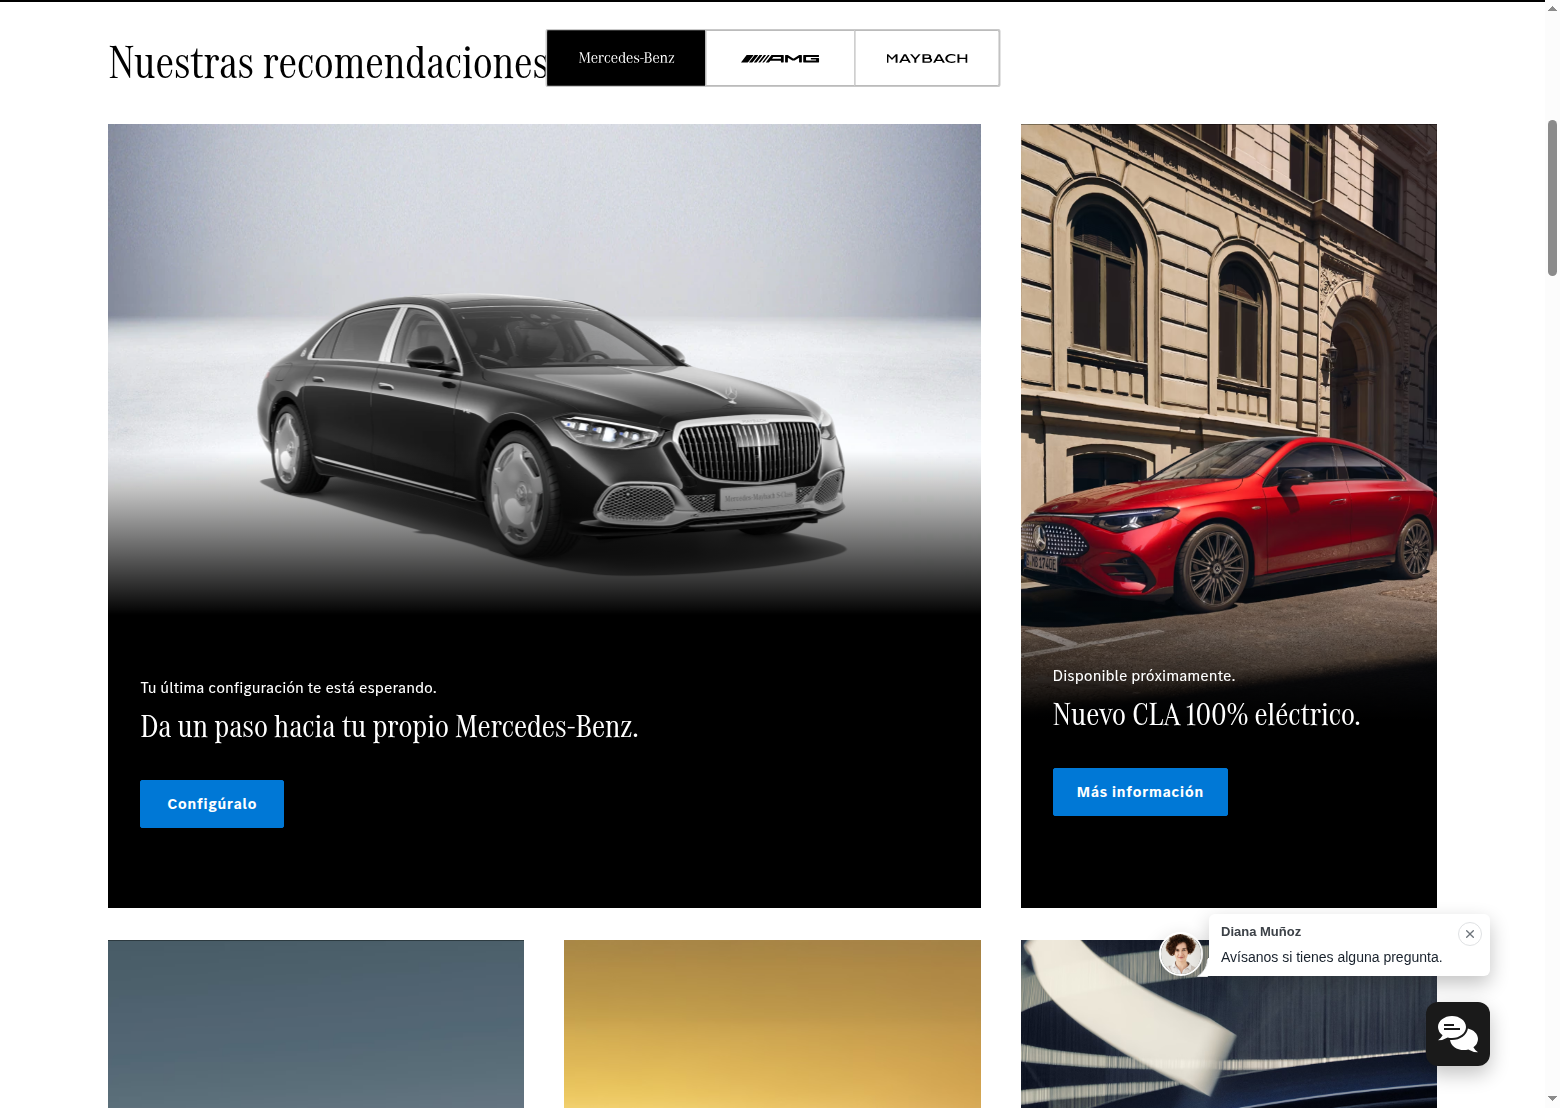 Nuestras recomendaciones
Mercedes-Benz
AMG
MAYBACH
Tu última configuración te está esperando.
Da un paso hacia tu propio Mercedes-Benz.
Configúralo
Disponible próximamente.
Nuevo CLA 100% eléctrico.
Más información
Diana Muñoz
Avísanos si tienes alguna pregunta.